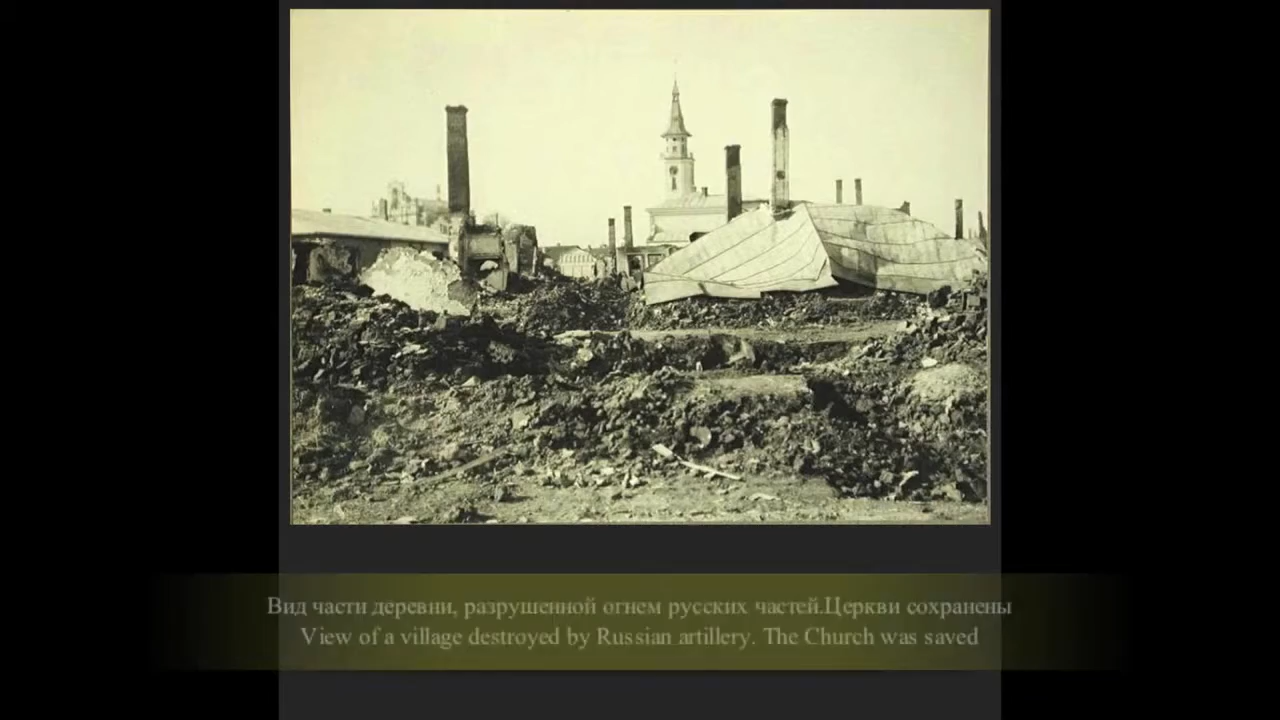 Вид части деревни, разрушенной огнем русских частей.Церкви сохранены
View of a village destroyed by Russian artillery. The Church was saved